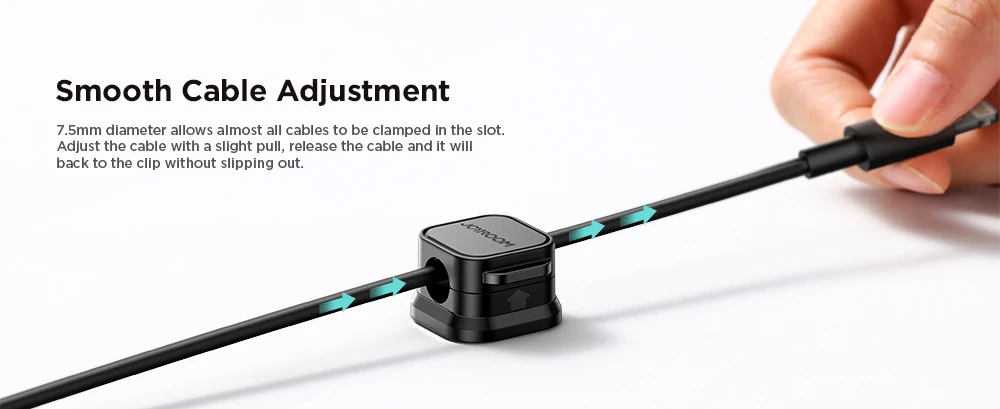 Smooth Cable Adjustment
7.5mm diameter allows almost all cables to be clamped in the slot.
Adjust the cable with a slight pull, release the cable and it will
back to the clip without slipping out.
JOYROOM